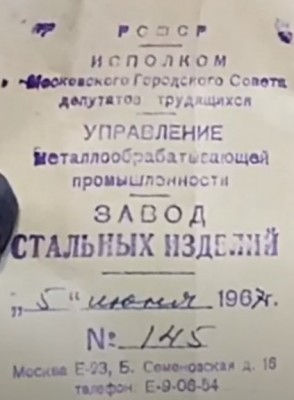 РСФСР
ИСПОЛКОМ
Московского Городского Совета
депутатов трудящихся
УПРАВЛЕНИЕ
металлообрабатывающей
промышленности
ЗАВОД
СТАЛЬНЫХ ИЗДЕЛИЙ
„5" июня 1967г.
№ 145
Москва Е-23, Б. Семеновская д. 16
телефон: Е-9-06-54